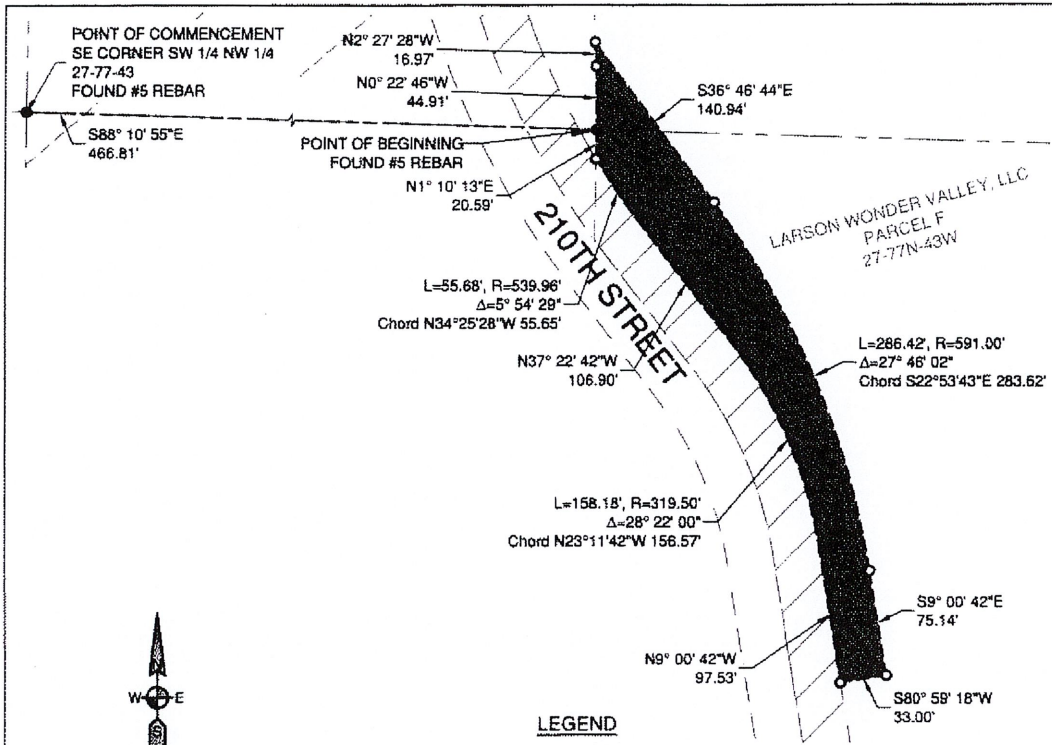 POINT OF COMMENCEMENT
SE CORNER SW 1/4 NW 1/4
27-77-43
FOUND #5 REBAR
S88° 10' 55"E
466.81'
N2° 27' 28"W
16.97'
N0° 22' 46"W
44.91'
POINT OF BEGINNING
FOUND #5 REBAR
N1° 10' 13"E
20.59'
S36° 46' 44"E
140.94'
LARSON WONDER VALLEY, LLC
PARCEL F
27-77N-43W
210TH STREET
L=55.68', R=539.96'
Δ=5° 54' 29"
Chord N34°25'28"W 55.65'
N37° 22' 42"W
106.90'
L=286.42', R=591.00'
Δ=27° 46' 02"
Chord S22°53'43"E 283.62'
L=158.18', R=319.50'
Δ=28° 22' 00"
Chord N23°11'42"W 156.57'
S9° 00' 42"E
75.14'
N9° 00' 42"W
97.53'
S80° 59' 18"W
33.00'
W E
S
LEGEND